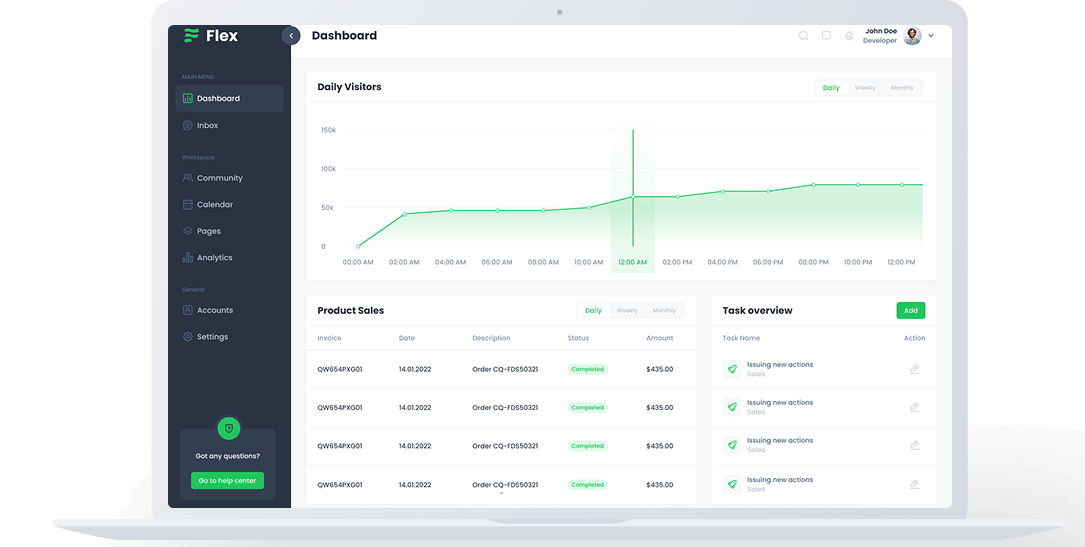 Flex
Dashboard
John Doe
Developer
MAIN MENU
Dashboard
Inbox
Workspace
Community
Calendar
Pages
Analytics
General
Accounts
Settings
Got any questions?
Go to help center
Daily Visitors
Daily Weekly Monthly
150k
100k
50k
0
00:00 AM 02:00 AM 04:00 AM 06:00 AM 08:00 AM 10:00 AM 12:00 AM 02:00 PM 04:00 PM 06:00 PM 08:00 PM 10:00 PM 12:00 PM
Product Sales
Daily Weekly Monthly
Invoice Date Description Status Amount
QW654PXG01 14.01.2022 Order CQ-FDS50321 Completed $435.00
QW654PXG01 14.01.2022 Order CQ-FDS50321 Completed $435.00
QW654PXG01 14.01.2022 Order CQ-FDS50321 Completed $435.00
QW654PXG01 14.01.2022 Order CQ-FDS50321 Completed $435.00
Task overview
Add
Task Name Action
Issuing new actions
Sales
Issuing new actions
Sales
Issuing new actions
Sales
Issuing new actions
Sales